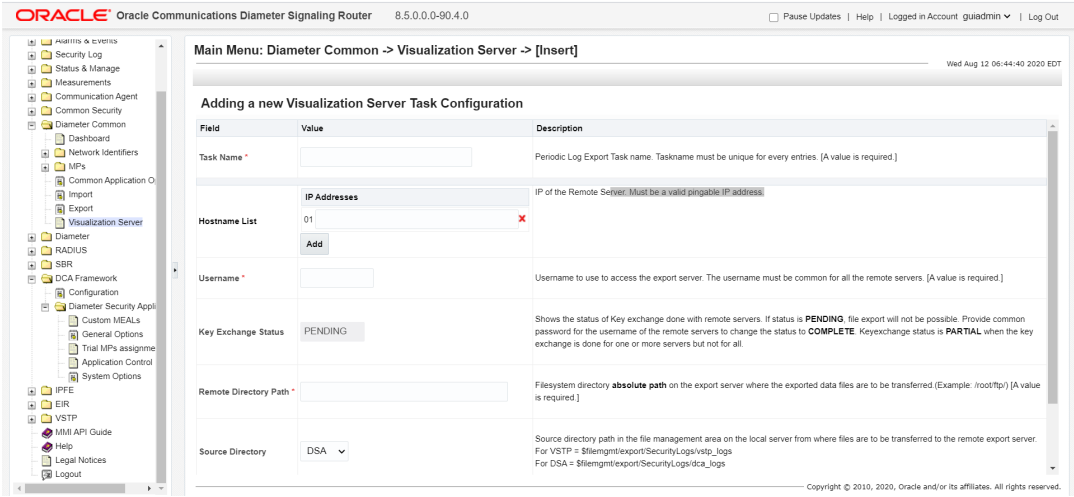 ORACLE® Oracle Communications Diameter Signaling Router 8.5.0.0.0-90.4.0
Pause Updates | Help | Logged in Account guiadmin | Log Out
Alarms & Events
Security Log
Status & Manage
Measurements
Communication Agent
Common Security
Diameter Common
Dashboard
Network Identifiers
MPs
Common Application O
Import
Export
Visualization Server
Diameter
RADIUS
SBR
DCA Framework
Configuration
Diameter Security Appli
Custom MEALs
General Options
Trial MPs assignme
Application Control
System Options
IPFE
EIR
VSTP
MMI API Guide
Help
Legal Notices
Logout
Main Menu: Diameter Common -> Visualization Server -> [Insert]
Wed Aug 12 06:44:40 2020 EDT
Adding a new Visualization Server Task Configuration
Field Value Description
Task Name * Periodic Log Export Task name. Taskname must be unique for every entries. [A value is required.]
Hostname List
IP Addresses
01
Add
IP of the Remote Server. Must be a valid pingable IP address.
Username * Username to use to access the export server. The username must be common for all the remote servers. [A value is required.]
Key Exchange Status PENDING
Shows the status of Key exchange done with remote servers. If status is PENDING, file export will not be possible. Provide common
password for the username of the remote servers to change the status to COMPLETE. Keyexchange status is PARTIAL when the key
exchange is done for one or more servers but not for all.
Remote Directory Path *
Filesystem directory absolute path on the export server where the exported data files are to be transferred.(Example: /root/ftp/) [A value
is required.]
Source Directory DSA
Source directory path in the file management area on the local server from where files are to be transferred to the remote export server.
For VSTP = $filemgmt/export/SecurityLogs/vstp_logs
For DSA = $filemgmt/export/SecurityLogs/dca_logs
Copyright © 2010, 2020, Oracle and/or its affiliates. All rights reserved.